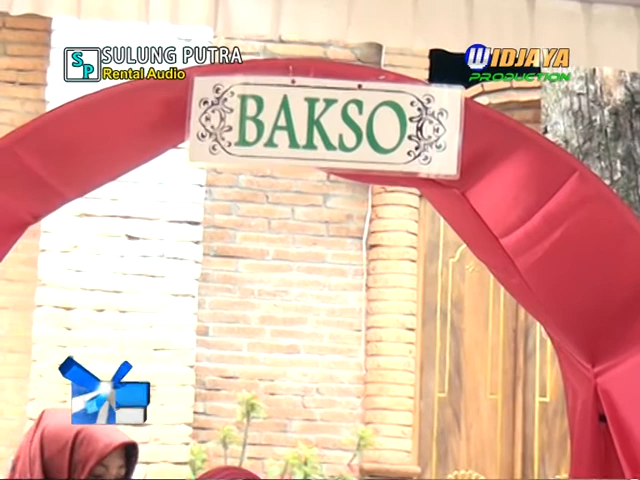 SP SULUNG PUTRA
Rental Audio
WIDJAYA
PRODUCTION
BAKSO